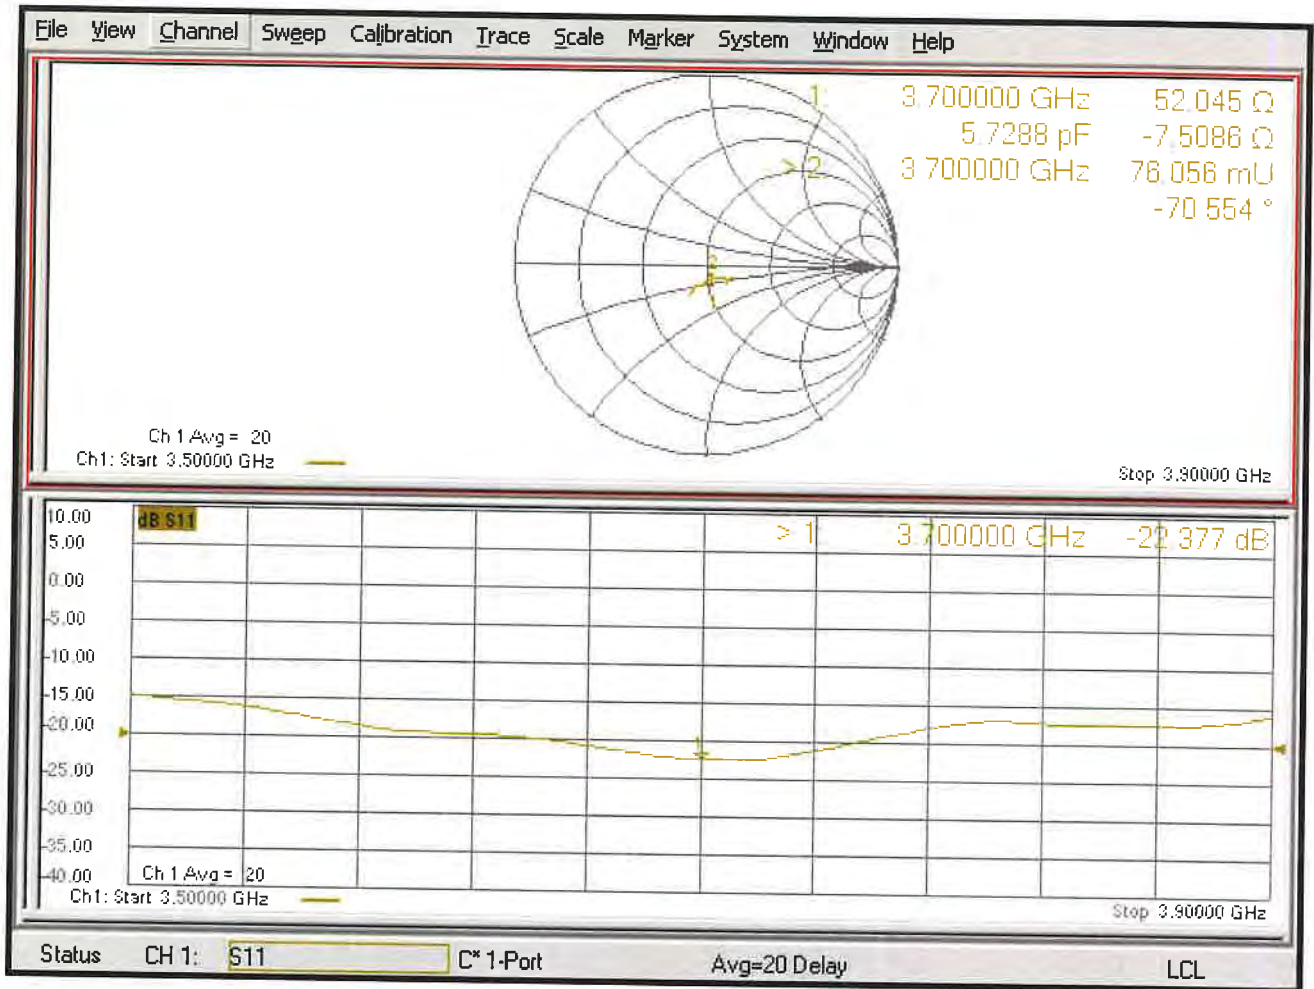 File View Channel Sweep Calibration Trace Scale Marker System Window Help
1: 3.700000 GHz 52.045 Ω
5.7288 pF -7.5086 Ω
> 2 3.700000 GHz 76.056 mU
-70.554 °
2
Ch 1 Avg = 20
Ch1: Start 3.50000 GHz
Stop 3.90000 GHz
10.00
dB S11
> 1 3.700000 GHz -22.377 dB
5.00
0.00
-5.00
-10.00
-15.00
-20.00
1
-25.00
-30.00
-35.00
-40.00
Ch 1 Avg = 20
Ch1: Start 3.50000 GHz
Stop 3.90000 GHz
Status CH 1: S11 C* 1-Port Avg=20 Delay LCL